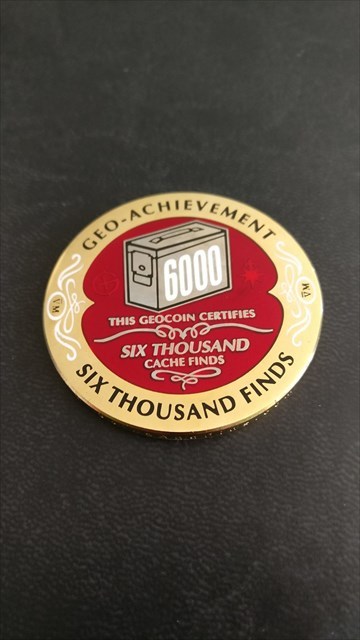 GEO-ACHIEVEMENT
6000
THIS GEOCOIN CERTIFIES
SIX THOUSAND
CACHE FINDS
SIX THOUSAND FINDS